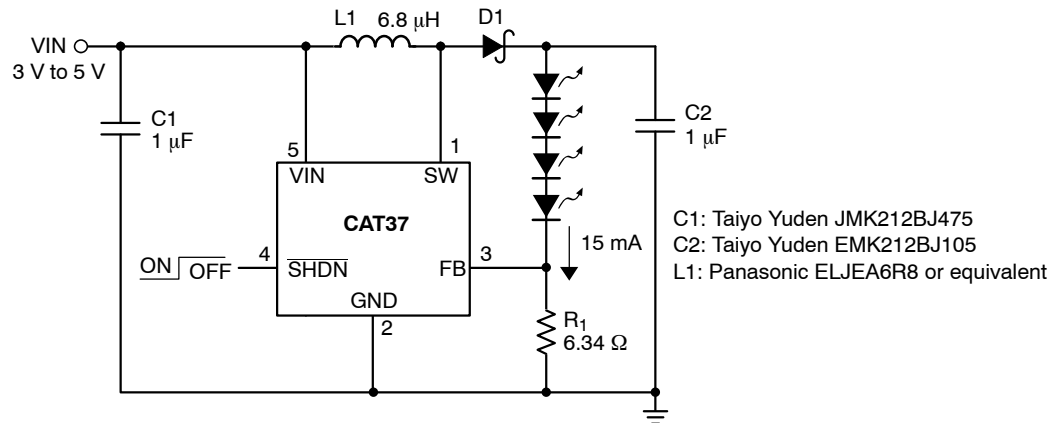 L1 6.8 μH
D1
VIN
3 V to 5 V
C1
1 μF
C2
1 μF
5
1
VIN
SW
CAT37
4
3
SHDN
FB
ON OFF
GND
2
15 mA
R1
6.34 Ω
C1: Taiyo Yuden JMK212BJ475
C2: Taiyo Yuden EMK212BJ105
L1: Panasonic ELJEA6R8 or equivalent